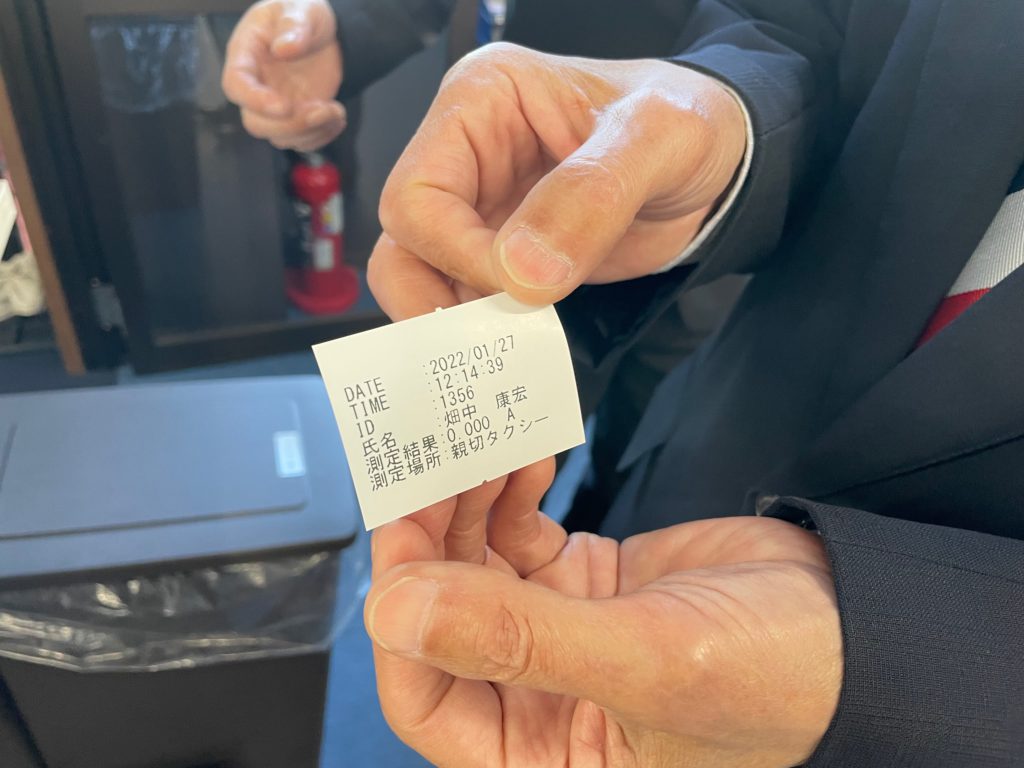 DATE :2022/01/27
TIME :12:14:39
ID :1356
氏名 :畑中 康宏
測定結果:0.000 A
測定場所:親切タクシー